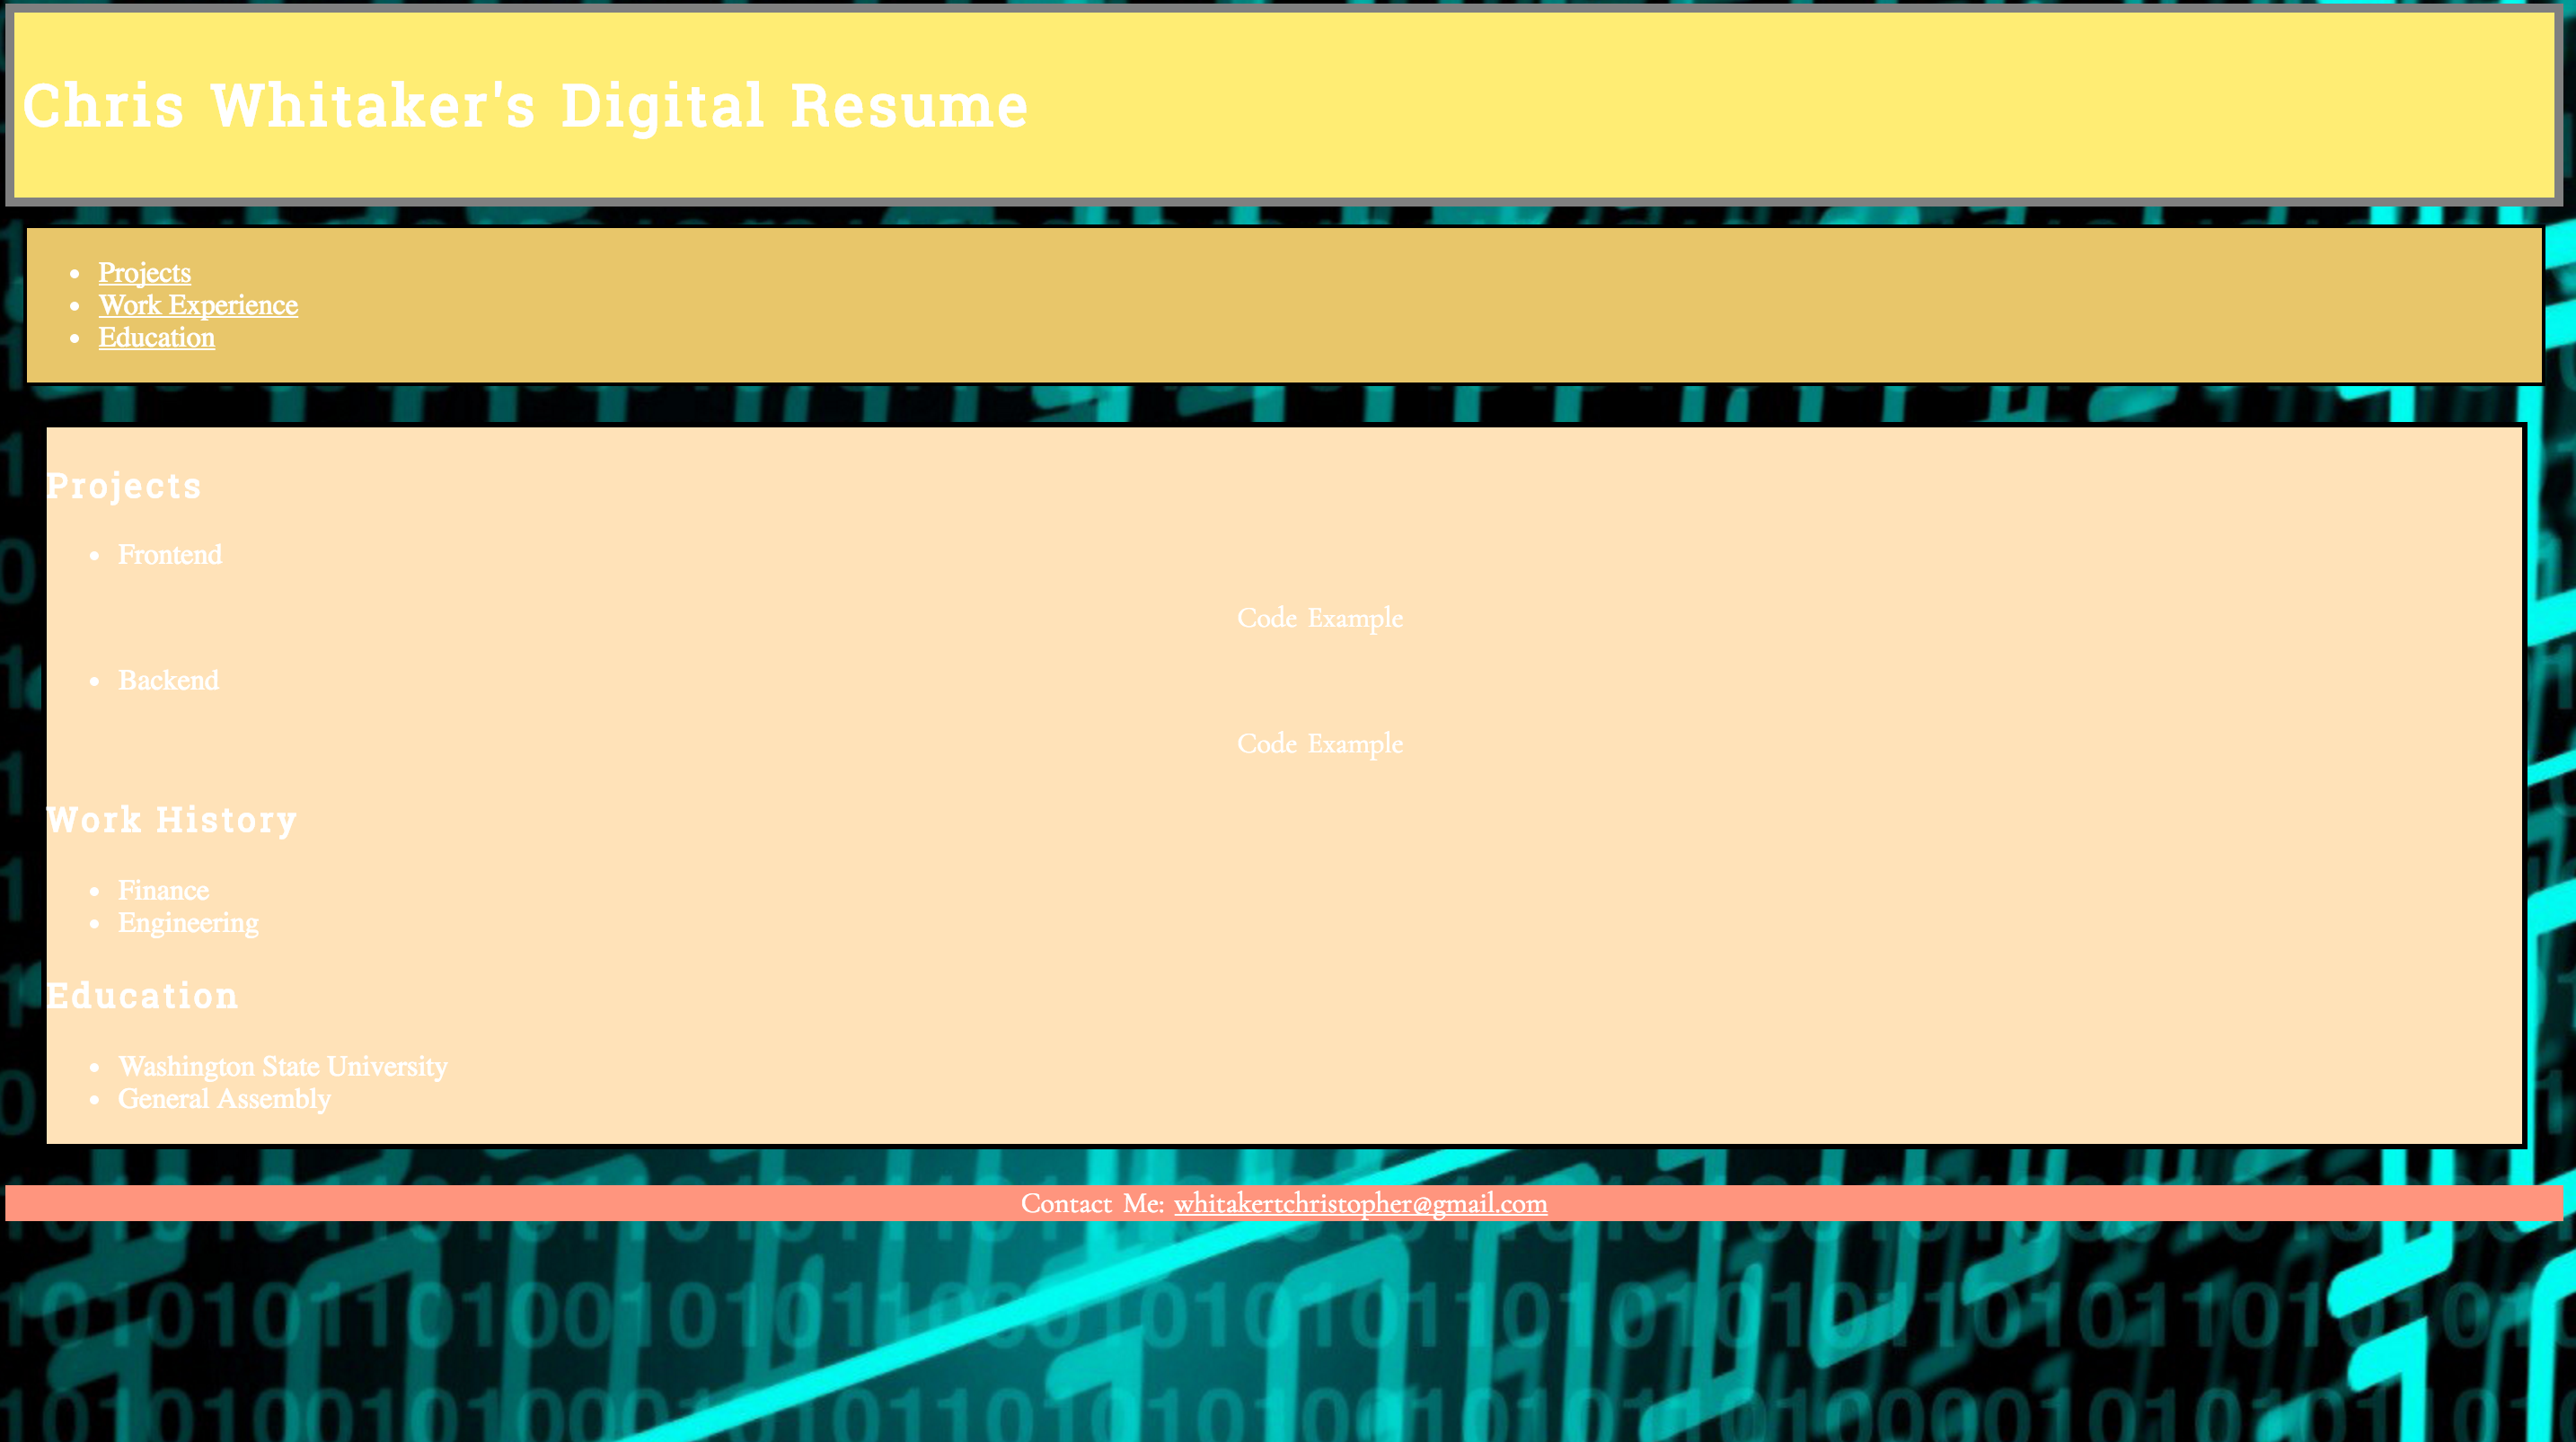 Chris Whitaker's Digital Resume
Projects
Work Experience
Education
Projects
Frontend
Code Example
Backend
Code Example
Work History
Finance
Engineering
Education
Washington State University
General Assembly
Contact Me: whitakertchristopher@gmail.com